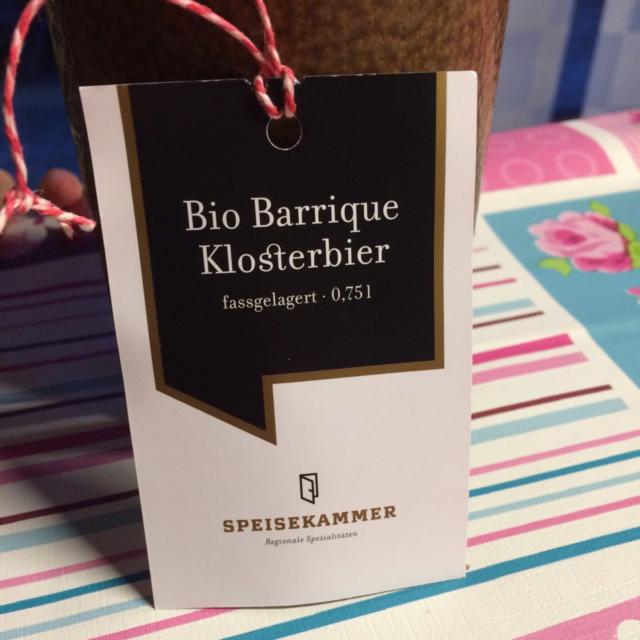 Bio Barrique
Klosterbier
fassgelagert · 0,75l
SPEISEKAMMER
Regionale Spezialitäten